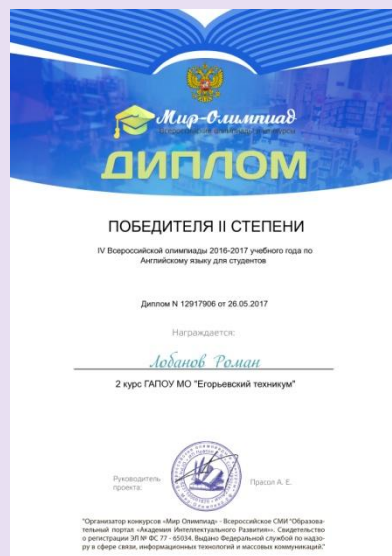 Мир-Олимпиад
Всероссийские олимпиады и конкурсы
ДИПЛОМ
ПОБЕДИТЕЛЯ II СТЕПЕНИ
IV Всероссийской олимпиады 2016-2017 учебного года по
Английскому языку для студентов
Диплом N 12917906 от 26.05.2017
Награждается:
Лобанов Роман
2 курс ГАПОУ МО "Егорьевский техникум"
Руководитель
проекта:
Прасол А. Е.
"Организатор конкурсов «Мир Олимпиад» - Всероссийское СМИ "Образова-
тельный портал «Академия Интеллектуального Развития»». Свидетельство
о регистрации ЭЛ № ФС 77 - 65034. Выдано Федеральной службой по надзо-
ру в сфере связи, информационных технологий и массовых коммуникаций."